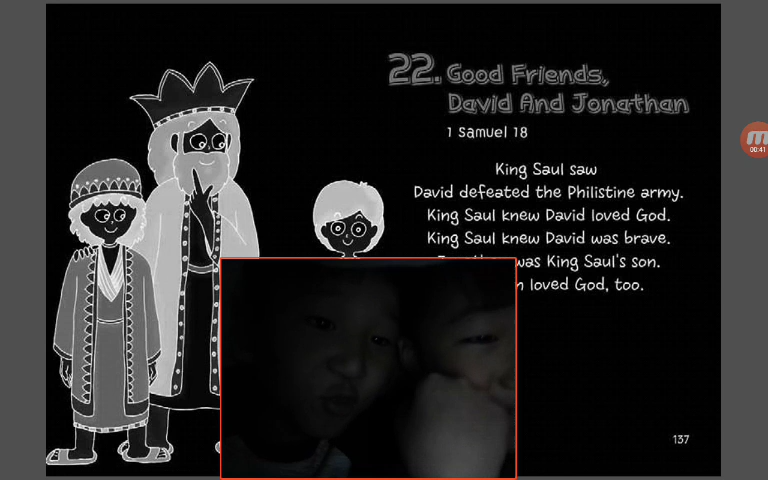 22. Good Friends,
David And Jonathan
1 Samuel 18
King Saul saw
David defeated the Philistine army.
King Saul knew David loved God.
King Saul knew David was brave.
was King Saul's son.
loved God, too.
137
00:41